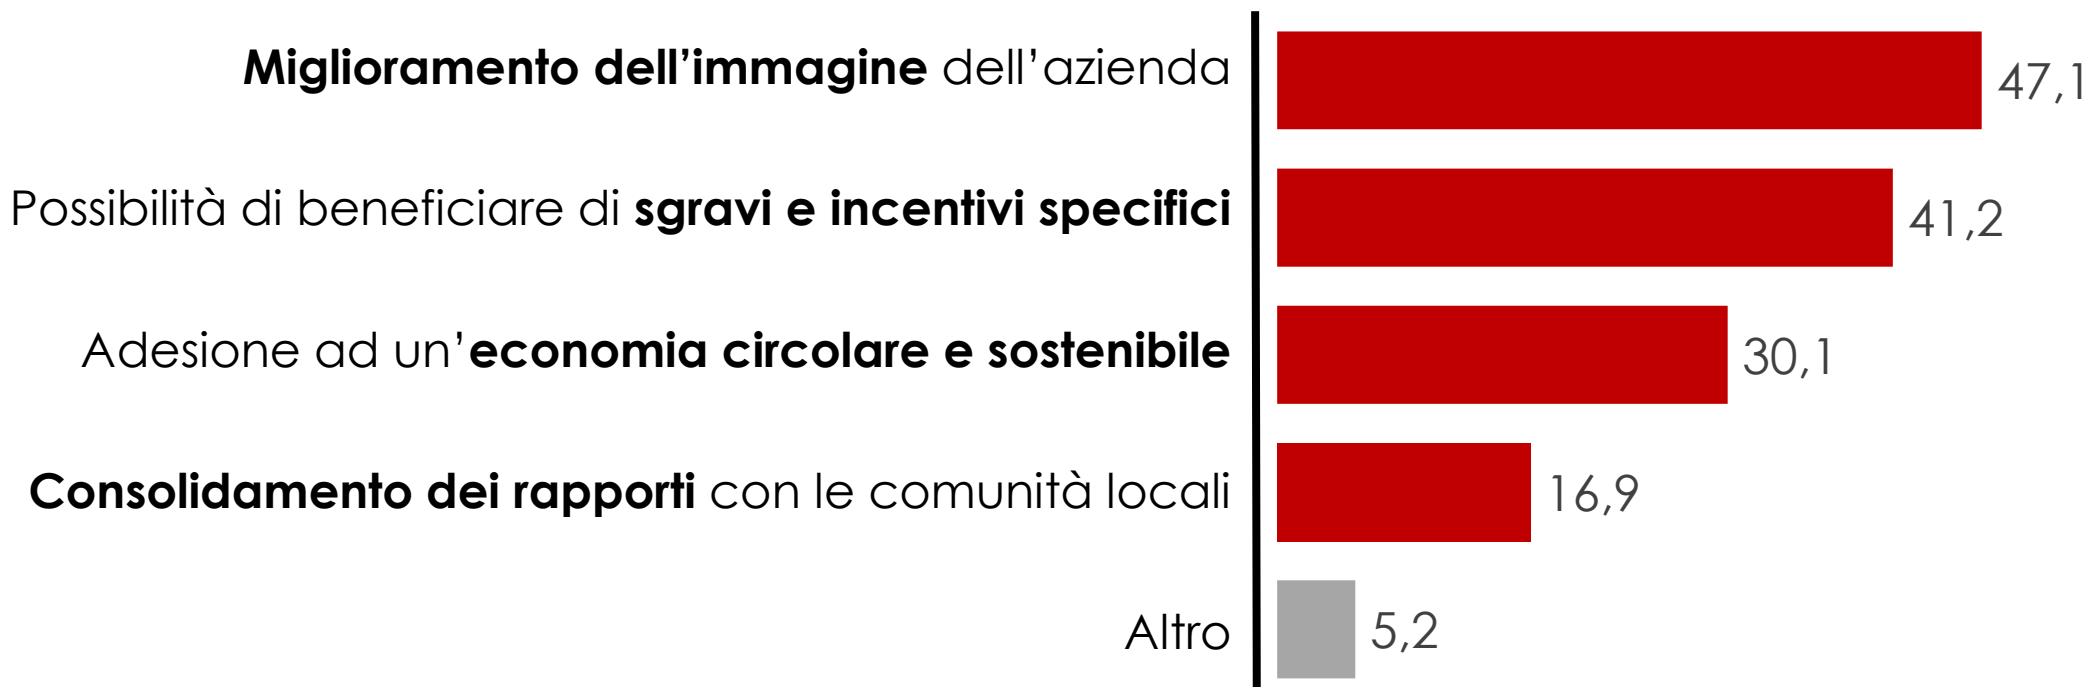 Miglioramento dell’immagine dell’azienda 47,1
Possibilità di beneficiare di sgravi e incentivi specifici 41,2
Adesione ad un’economia circolare e sostenibile 30,1
Consolidamento dei rapporti con le comunità locali 16,9
Altro 5,2